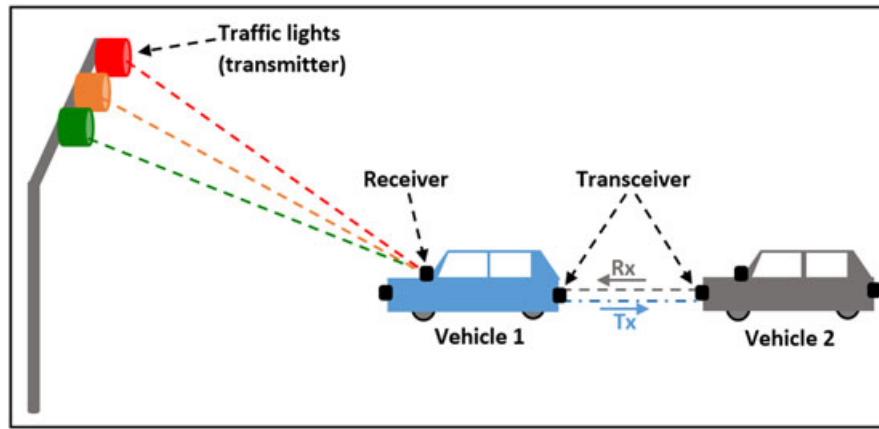 Traffic lights
(transmitter)
Receiver
Transceiver
Rx
Tx
Vehicle 1
Vehicle 2